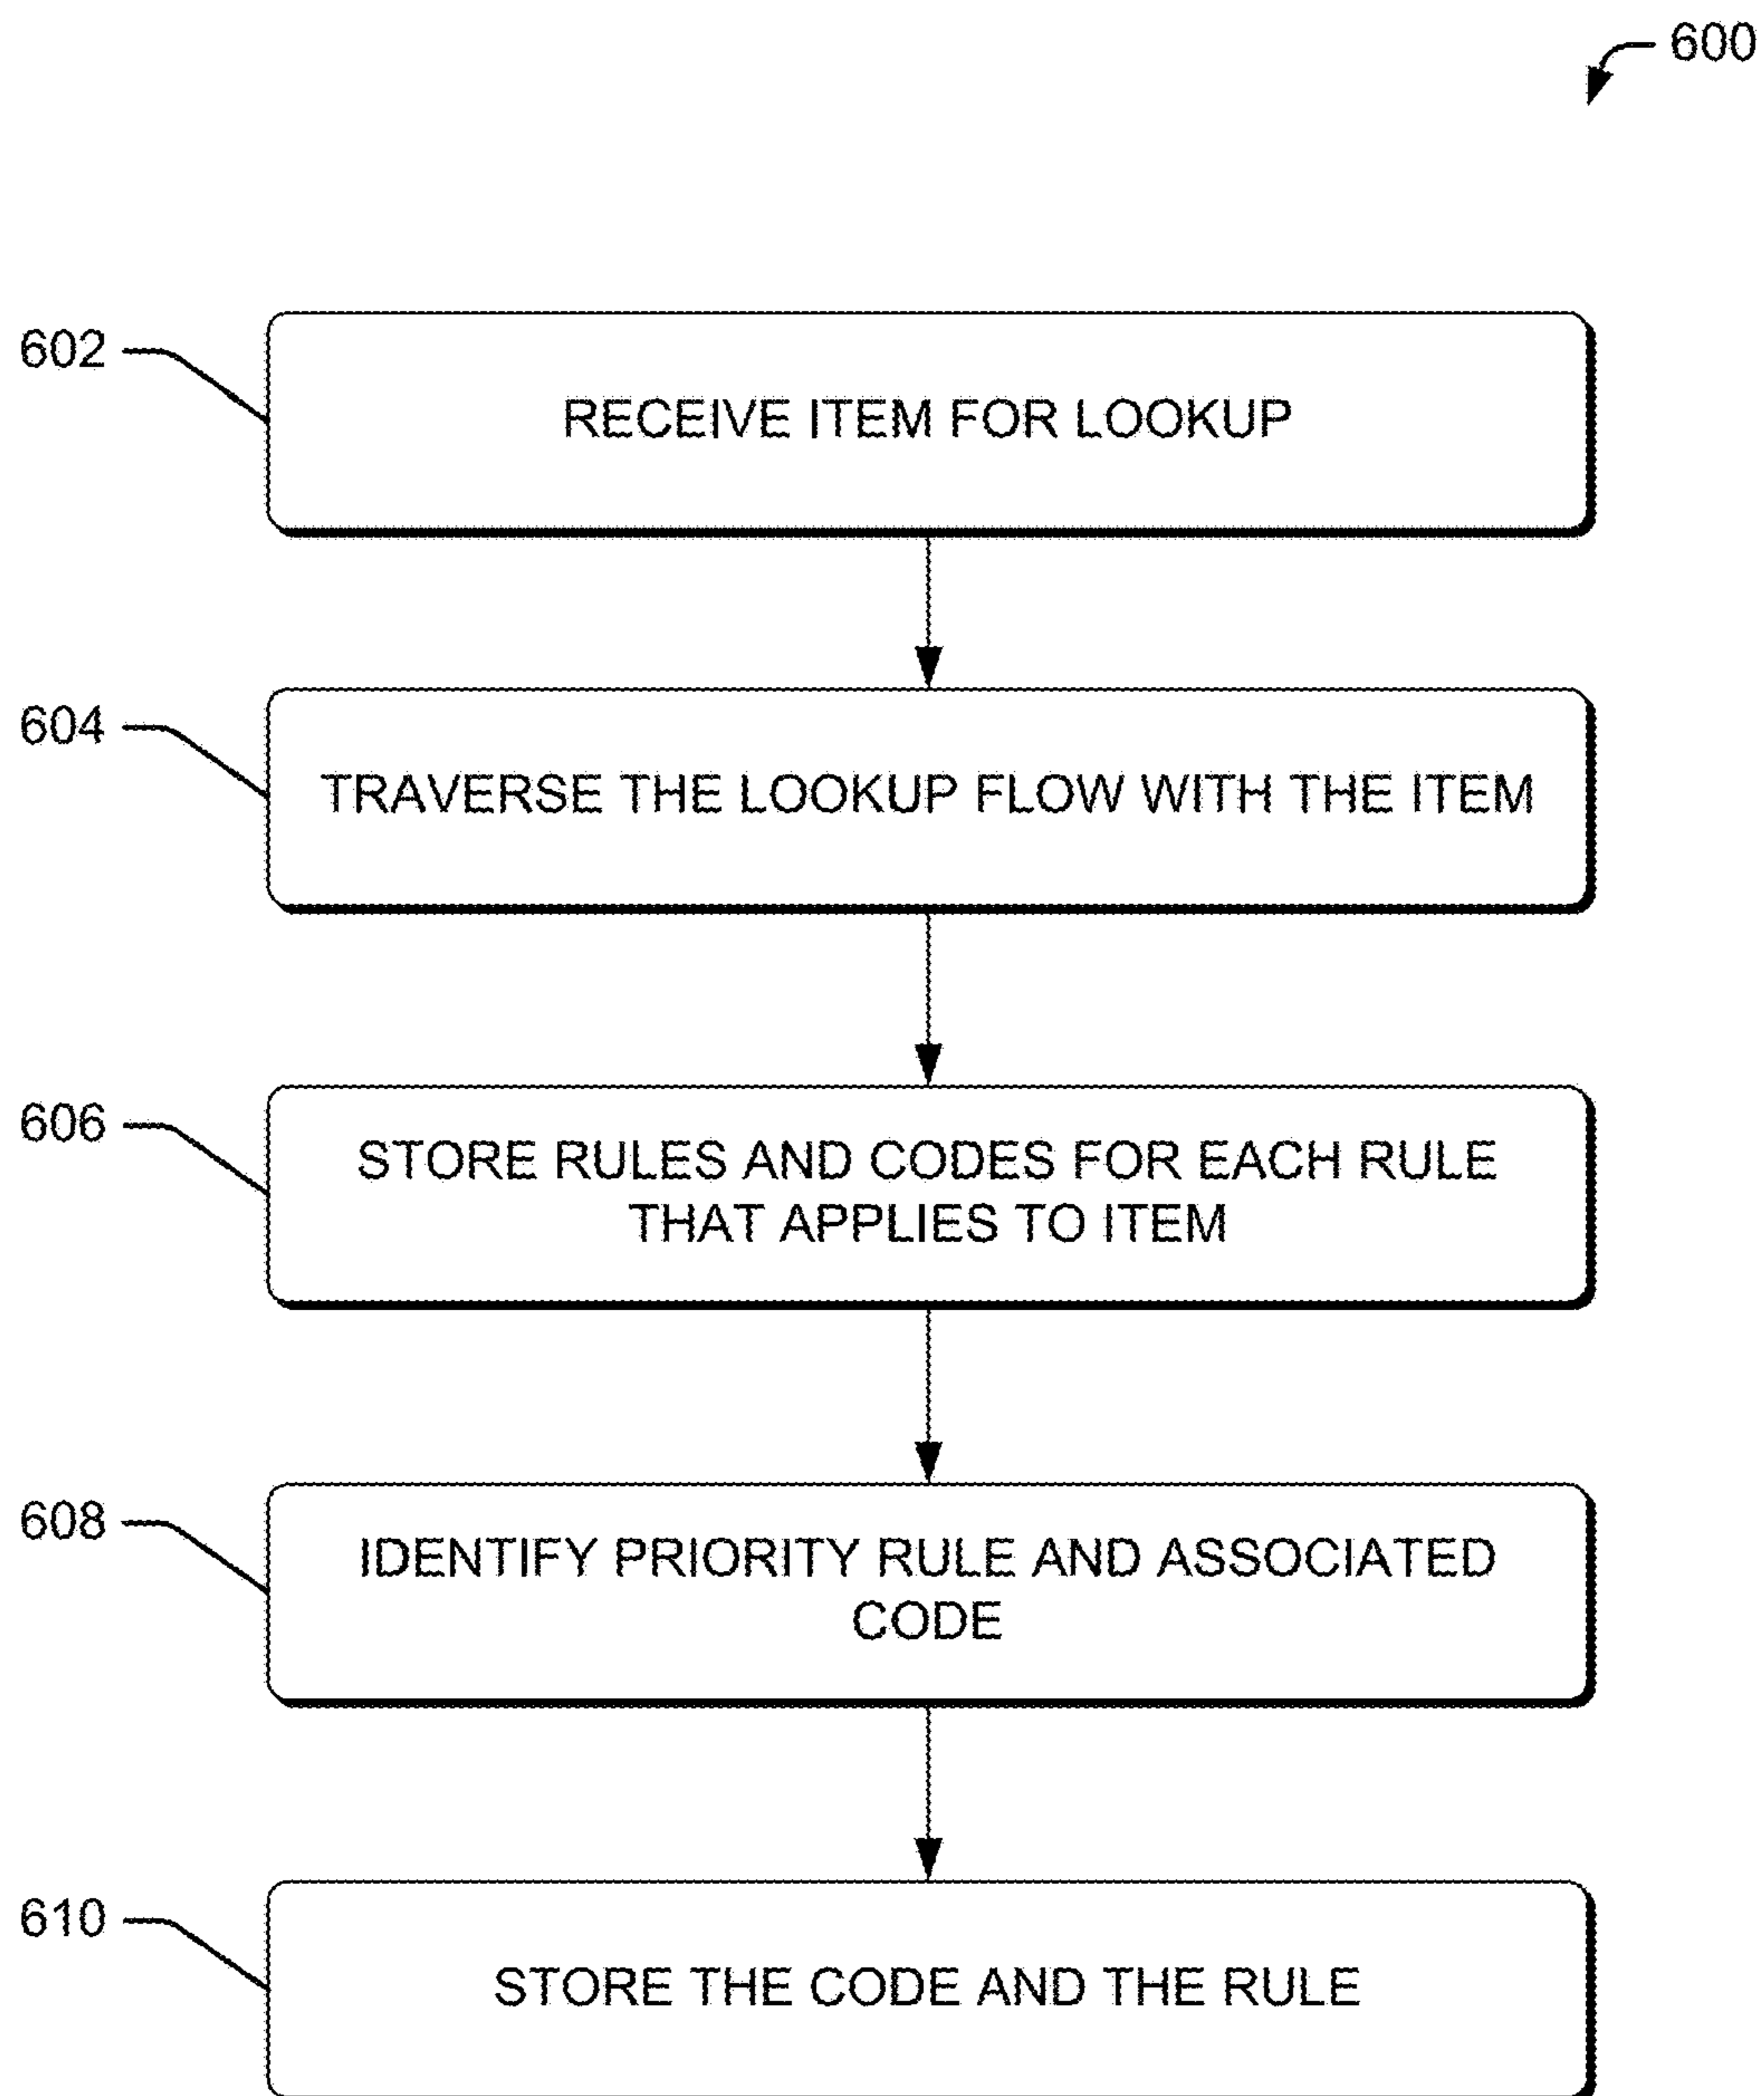 600
602
RECEIVE ITEM FOR LOOKUP
604
TRAVERSE THE LOOKUP FLOW WITH THE ITEM
606
STORE RULES AND CODES FOR EACH RULE
THAT APPLIES TO ITEM
608
IDENTIFY PRIORITY RULE AND ASSOCIATED
CODE
610
STORE THE CODE AND THE RULE